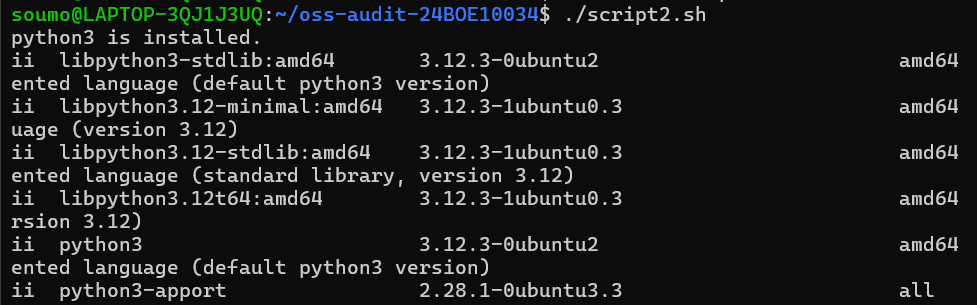 soumo@LAPTOP-3QJ1J3UQ:~/oss-audit-24BOE10034$ ./script2.sh
python3 is installed.
ii  libpython3-stdlib:amd64       3.12.3-0ubuntu2                         amd64
ented language (default python3 version)
ii  libpython3.12-minimal:amd64   3.12.3-1ubuntu0.3                       amd64
uage (version 3.12)
ii  libpython3.12-stdlib:amd64    3.12.3-1ubuntu0.3                       amd64
ented language (standard library, version 3.12)
ii  libpython3.12t64:amd64        3.12.3-1ubuntu0.3                       amd64
rsion 3.12)
ii  python3                       3.12.3-0ubuntu2                         amd64
ented language (default python3 version)
ii  python3-apport                2.28.1-0ubuntu3.3                       all